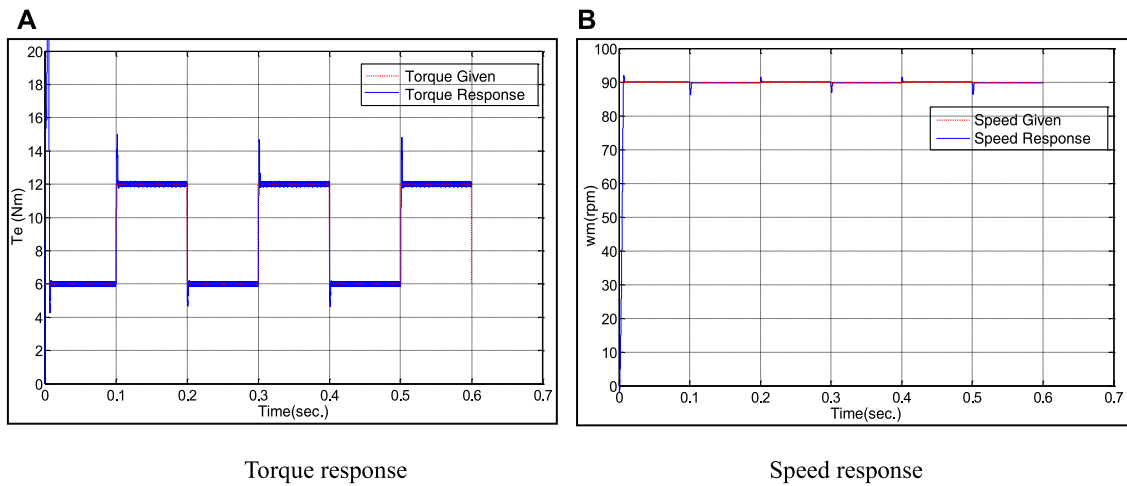 A
20
18
16
14
12
10
8
6
4
2
0
Te (Nm)
Torque Given
Torque Response
0 0.1 0.2 0.3 0.4 0.5 0.6 0.7
Time(sec.)
Torque response
B
100
90
80
70
60
50
40
30
20
10
0
wm(rpm)
Speed Given
Speed Response
0 0.1 0.2 0.3 0.4 0.5 0.6 0.7
Time(sec.)
Speed response